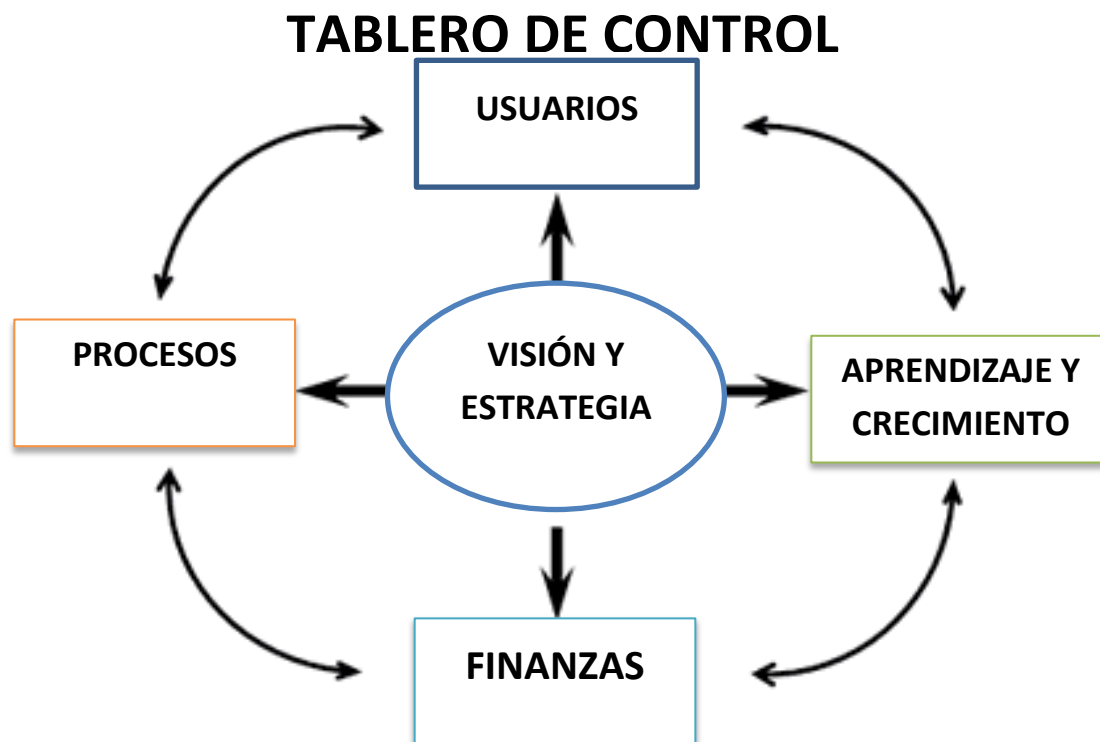 TABLERO DE CONTROL
USUARIOS
PROCESOS
VISIÓN Y
ESTRATEGIA
APRENDIZAJE Y
CRECIMIENTO
FINANZAS